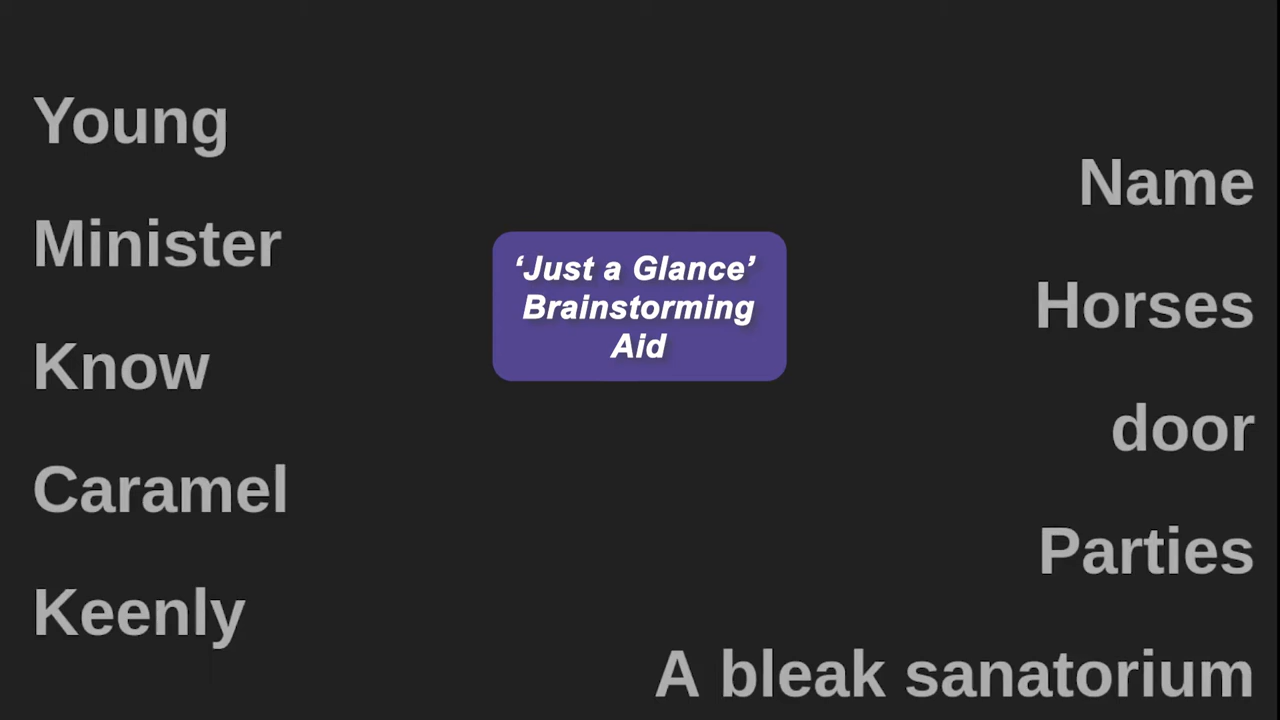 Young
Minister
Know
Caramel
Keenly
‘Just a Glance’
Brainstorming
Aid
Name
Horses
door
Parties
A bleak sanatorium